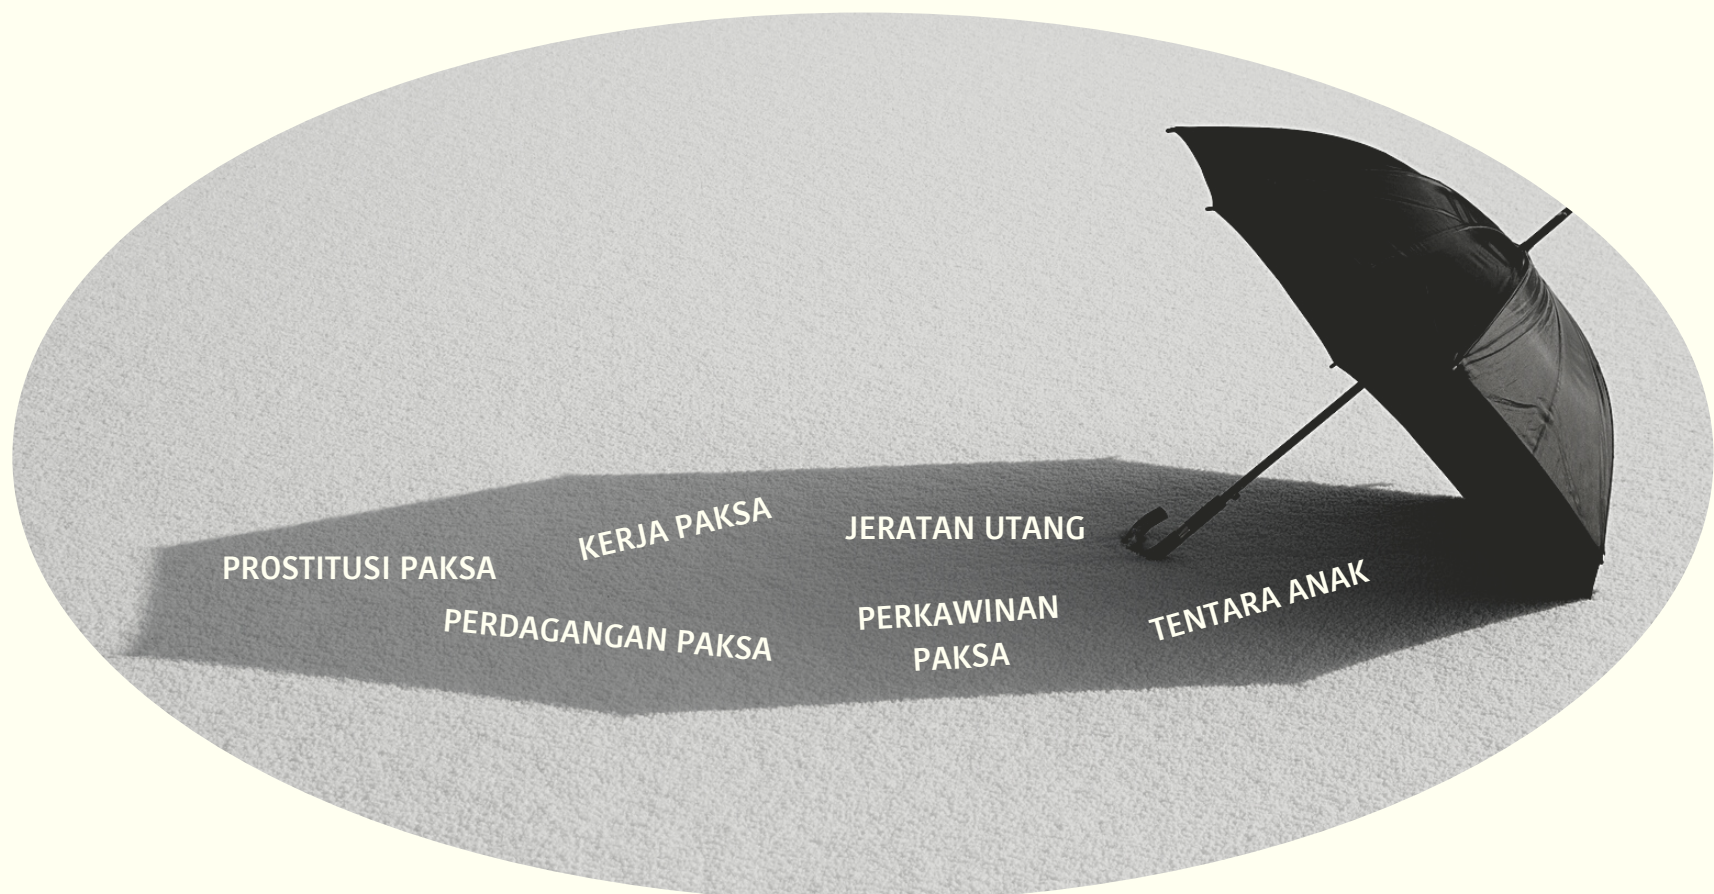 KERJA PAKSA
JERATAN UTANG
PROSTITUSI PAKSA
TENTARA ANAK
PERDAGANGAN PAKSA
PERKAWINAN
PAKSA